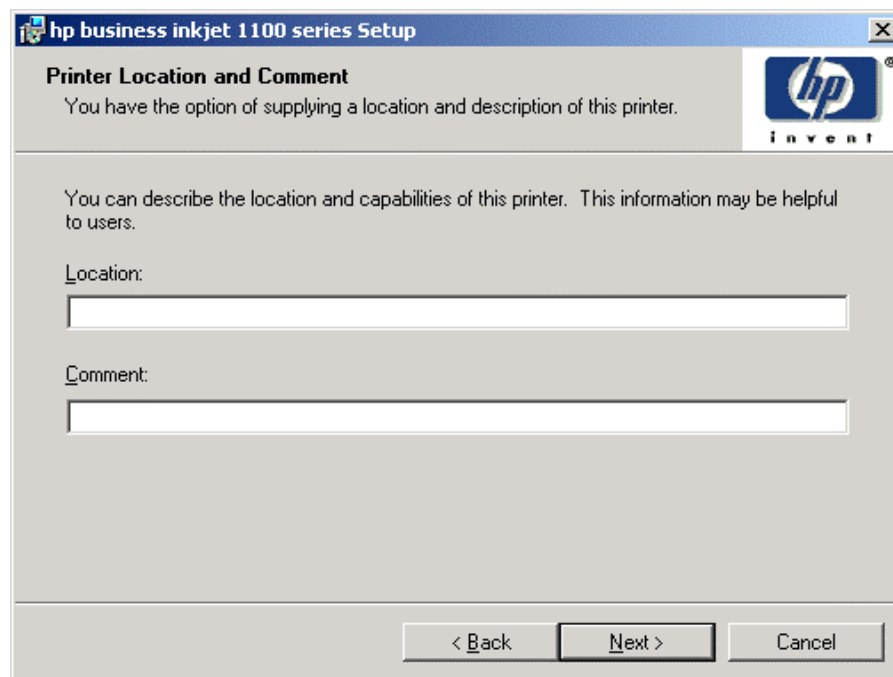 hp business inkjet 1100 series Setup
Printer Location and Comment
You have the option of supplying a location and description of this printer.
hp
®
invent
You can describe the location and capabilities of this printer.  This information may be helpful
to users.
Location:
Comment:
< Back
Next >
Cancel